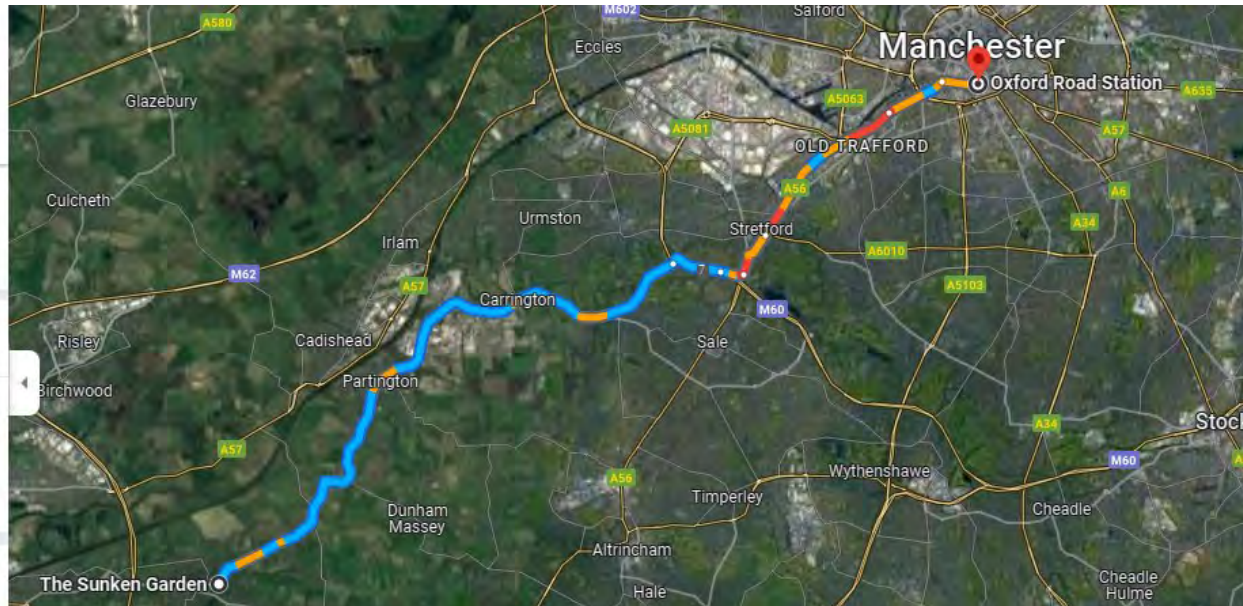 M602
Salford
A580
Eccles
Manchester
Oxford Road Station
Glazebury
A5063
A635
A5081
A57
OLD TRAFFORD
Culcheth
A56
A6
Urmston
Stretford
Irlam
A34
A6010
M62
7
A57
Carrington
A5103
M60
Risley
Cadishead
Sale
Partington
Birchwood
Stoc
A34
A57
M60
A
Wythenshawe
A56
Timperley
Dunham
Massey
Cheadle
Altrincham
The Sunken Garden
Hale
Cheadle
Hulme